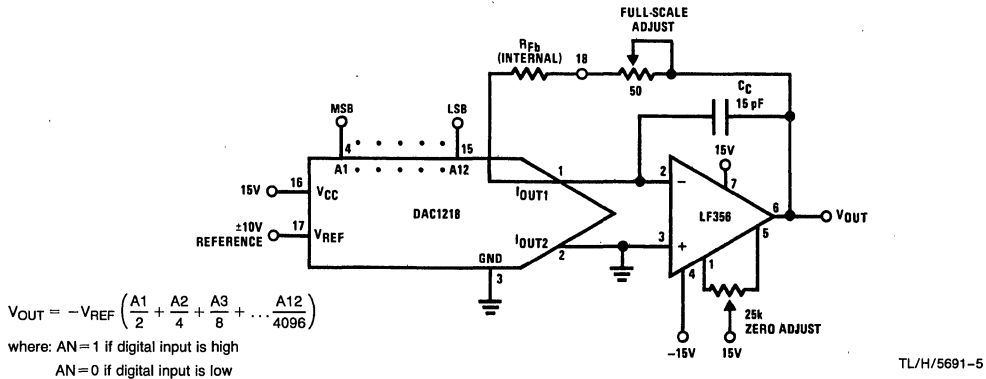 FULL-SCALE
ADJUST
RFb
(INTERNAL)
18
50
CC
15 pF
MSB
LSB
4
15
A1
A12
15V
16
VCC
1
IOUT1
DAC1218
±10V
REFERENCE
17
VREF
IOUT2
2
GND
3
2
−
15V
7
LF356
6
VOUT
3
+
5
4
1
25k
ZERO ADJUST
−15V
15V
VOUT = −VREF (A1/2 + A2/4 + A3/8 + ... A12/4096)
where: AN=1 if digital input is high
AN=0 if digital input is low
TL/H/5691–5